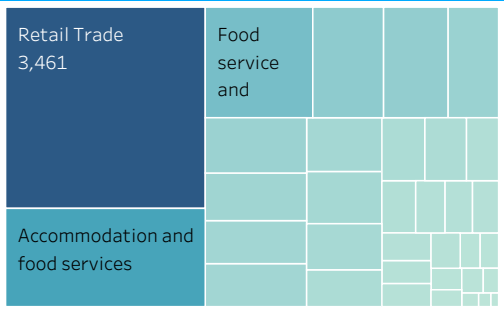 Retail Trade
3,461
Food
service
and
Accommodation and
food services